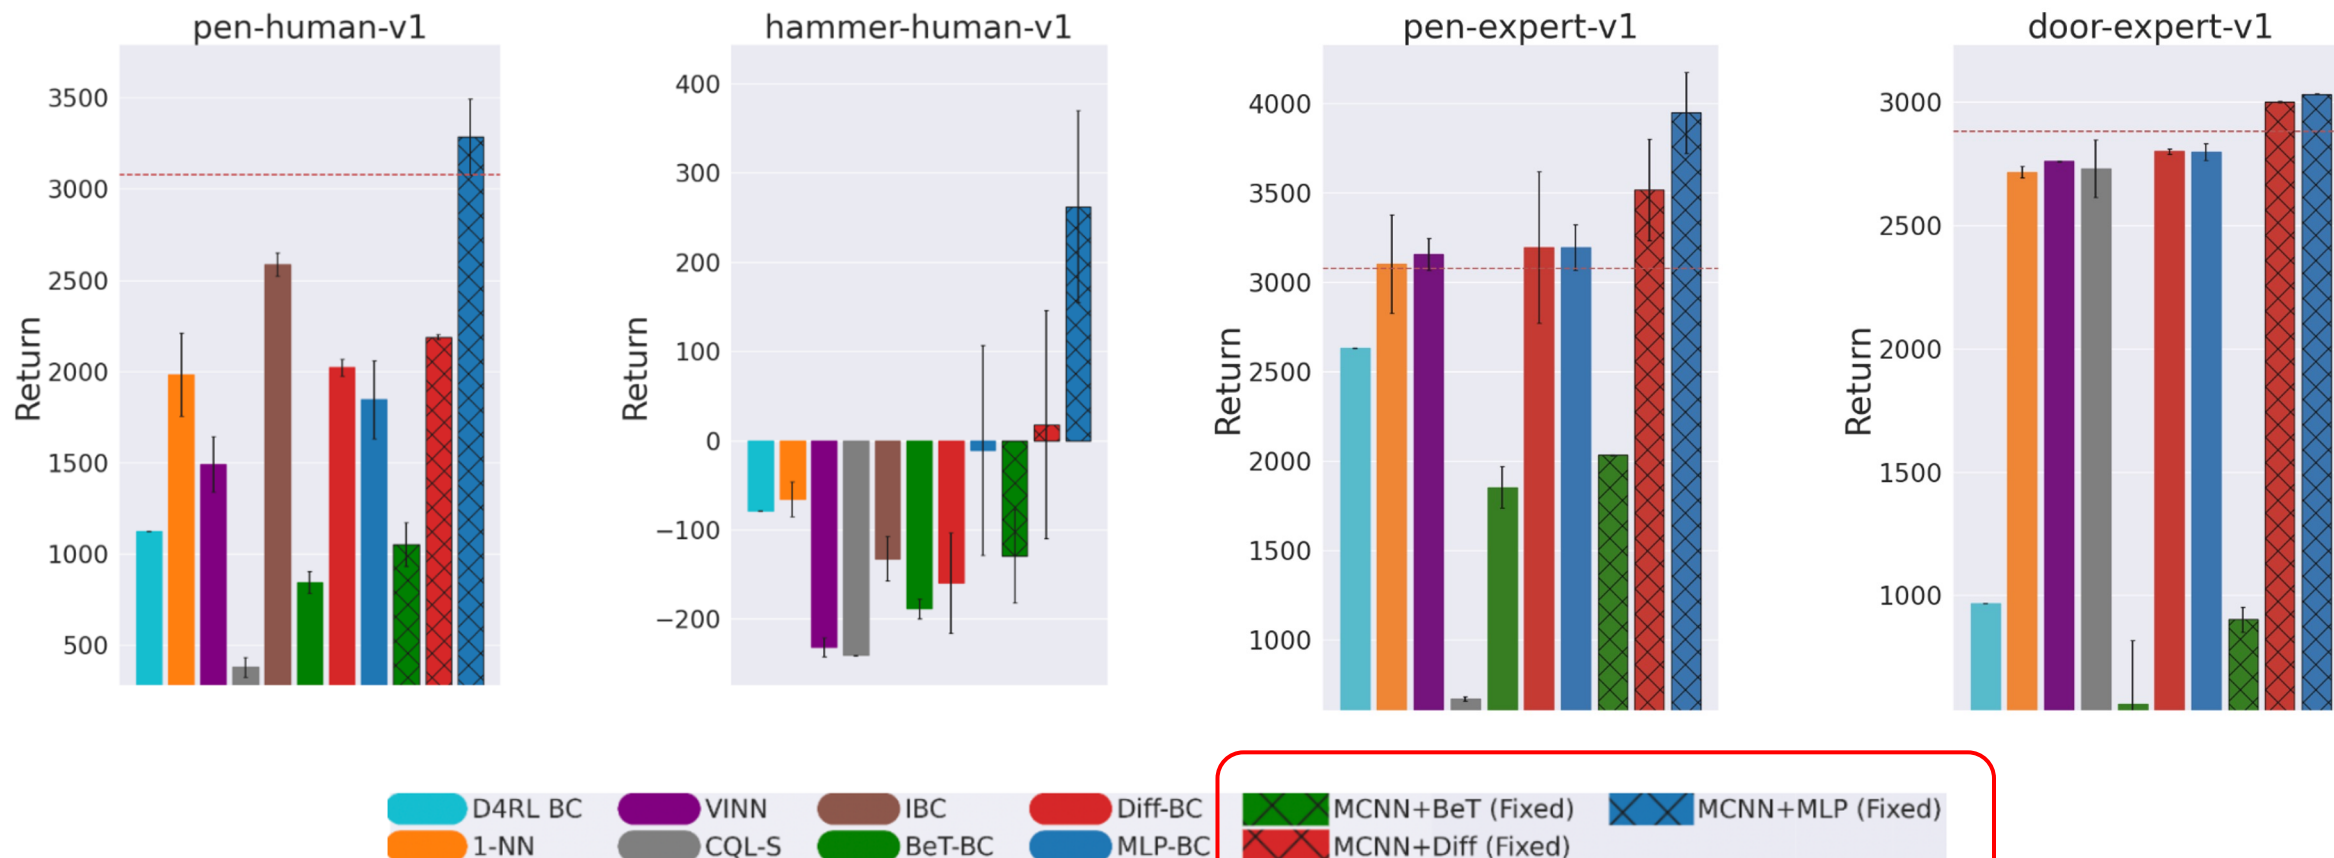 pen-human-v1
Return
3500
3000
2500
2000
1500
1000
500
hammer-human-v1
Return
400
300
200
100
0
−100
−200
pen-expert-v1
Return
4000
3500
3000
2500
2000
1500
1000
door-expert-v1
Return
3000
2500
2000
1500
1000
D4RL BC VINN IBC Diff-BC MCNN+BeT (Fixed) MCNN+MLP (Fixed)
1-NN CQL-S BeT-BC MLP-BC MCNN+Diff (Fixed)